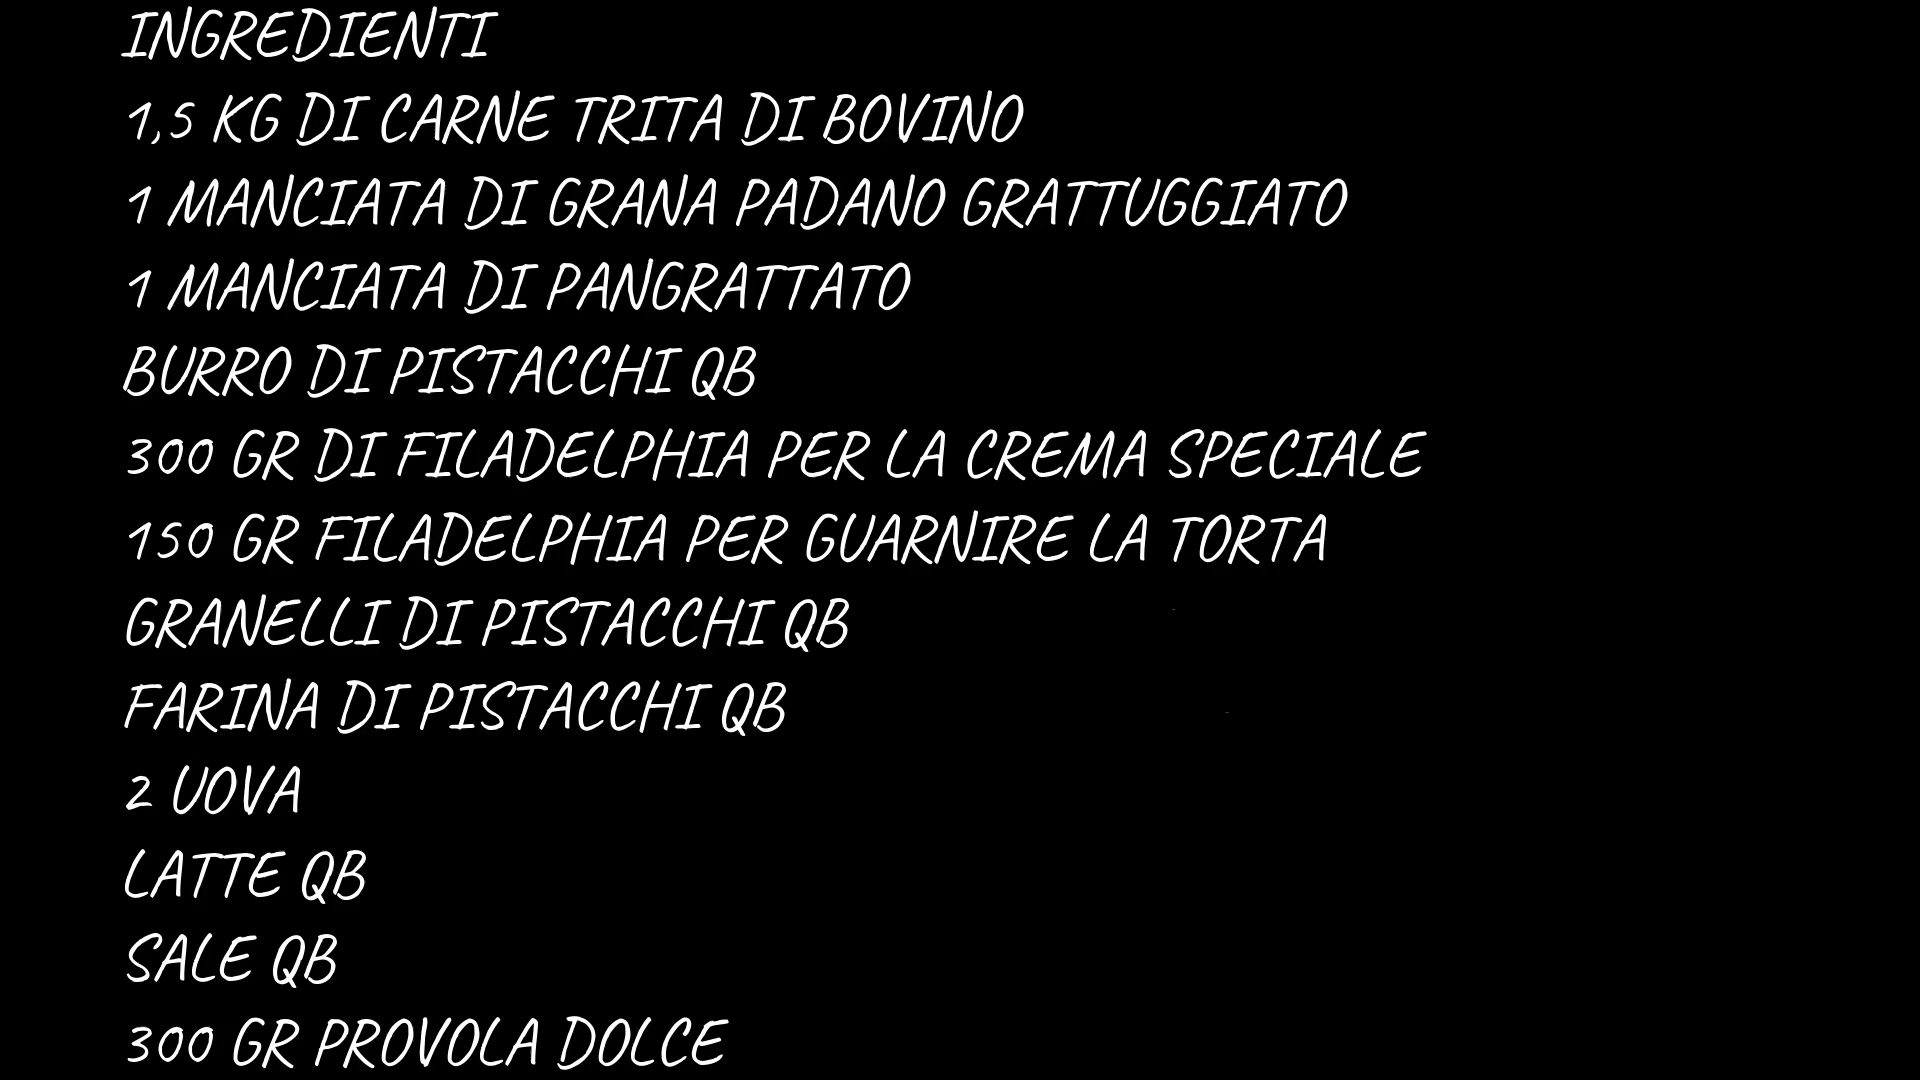 INGREDIENTI
1,5 KG DI CARNE TRITA DI BOVINO
1 MANCIATA DI GRANA PADANO GRATTUGGIATO
1 MANCIATA DI PANGRATTATO
BURRO DI PISTACCHI QB
300 GR DI FILADELPHIA PER LA CREMA SPECIALE
150 GR FILADELPHIA PER GUARNIRE LA TORTA
GRANELLI DI PISTACCHI QB
FARINA DI PISTACCHI QB
2 UOVA
LATTE QB
SALE QB
300 GR PROVOLA DOLCE